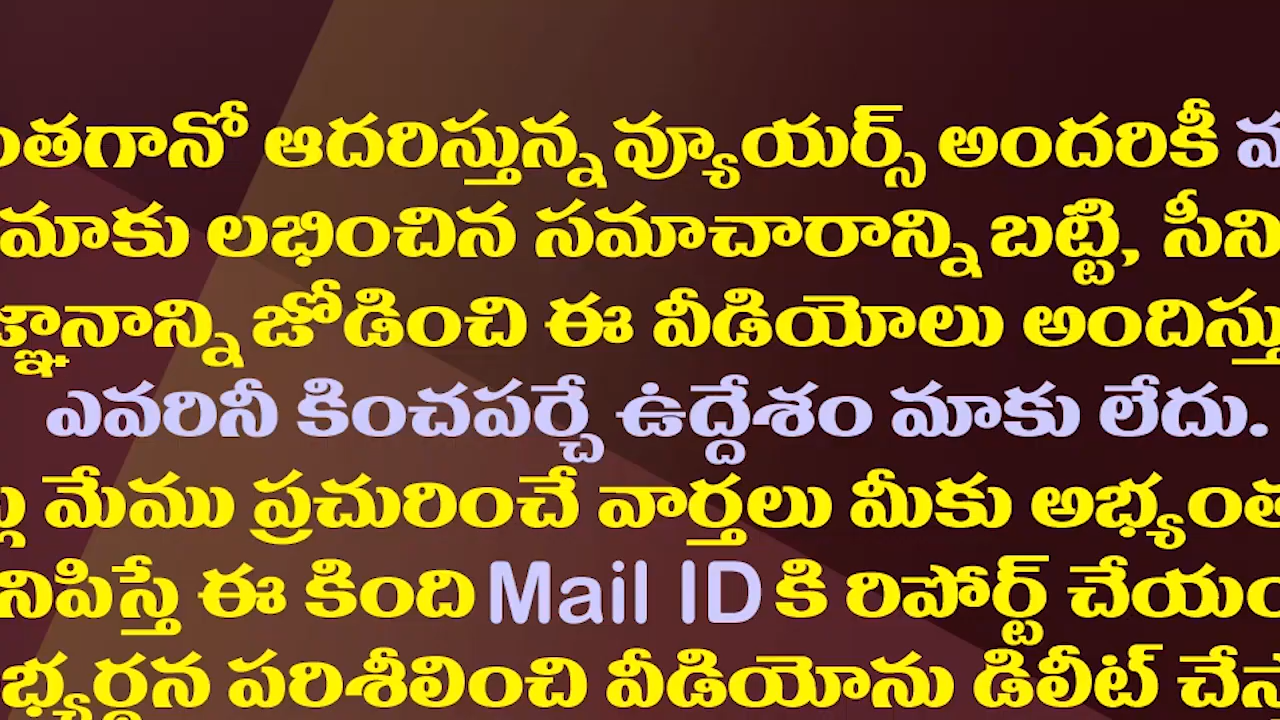 ఆదరిస్తున్న వ్యూయర్స్ అందరికీ
మాకు లభించిన సమాచారాన్ని బట్టి,
జోడించి ఈ వీడియోలు
ఎవరినీ కించపర్చే ఉద్దేశం మాకు లేదు.
మేము ప్రచురించే వార్తలు మీకు
ఈ కింది Mail ID కి రిపోర్ట్
పరిశీలించి వీడియోను డిలీట్